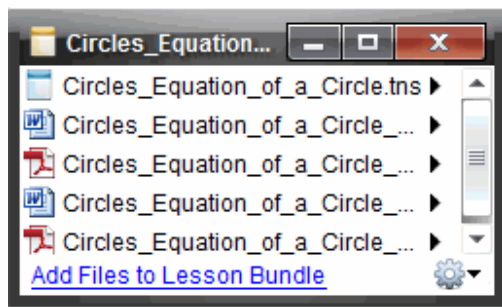 Circles_Equation...
Circles_Equation_of_a_Circle.tns
Circles_Equation_of_a_Circle_...
Circles_Equation_of_a_Circle_...
Circles_Equation_of_a_Circle_...
Circles_Equation_of_a_Circle_...
Add Files to Lesson Bundle